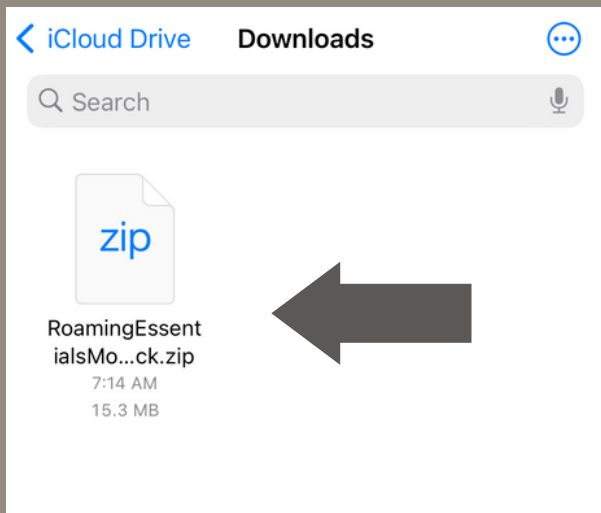 iCloud Drive Downloads
Search
zip
RoamingEssent
ialsMo...ck.zip
7:14 AM
15.3 MB